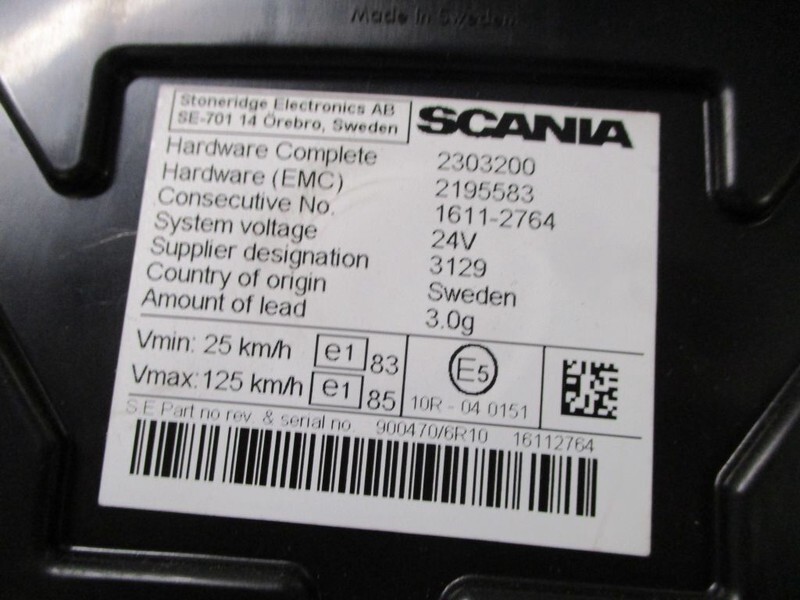 Made In Sweden
Stoneridge Electronics AB
SE-701 14 Örebro, Sweden
SCANIA
Hardware Complete 2303200
Hardware (EMC) 2195583
Consecutive No. 1611-2764
System voltage 24V
Supplier designation 3129
Country of origin Sweden
Amount of lead 3.0g
Vmin: 25 km/h e1 83
Vmax: 125 km/h e1 85
E5
10R - 04 0151
S.E Part no rev. & serial no. 900470/6R10 16112764